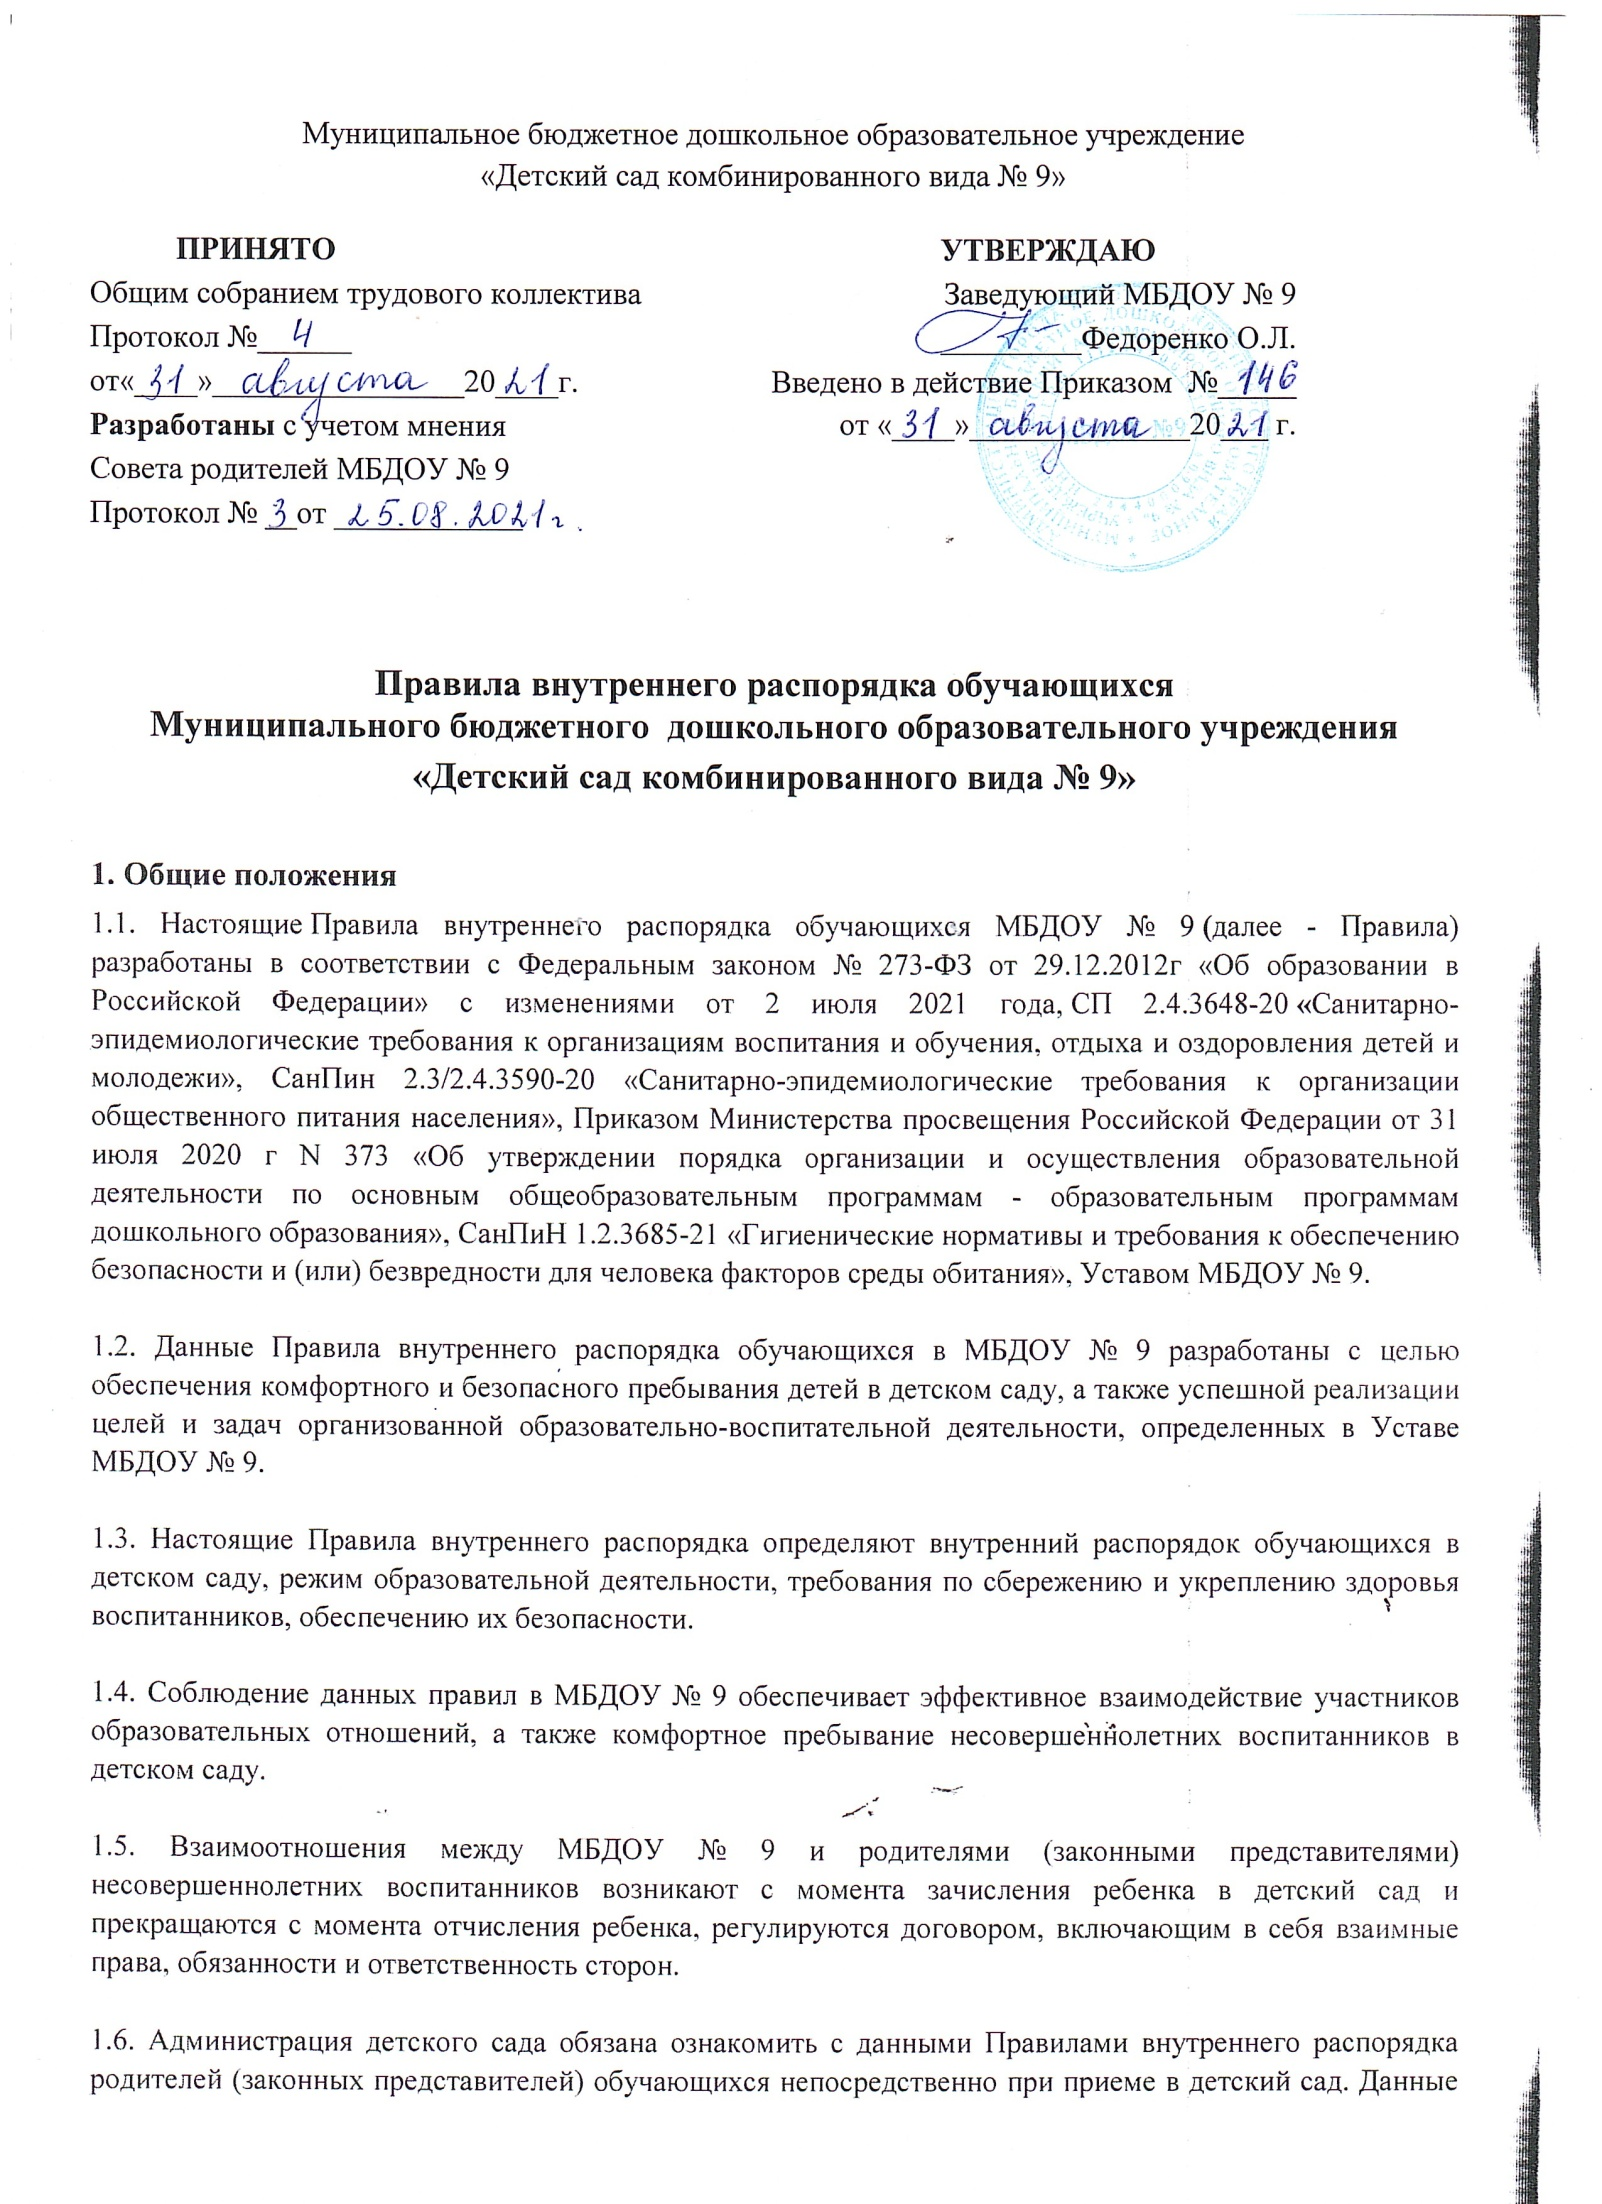 Муниципальное бюджетное дошкольное образовательное учреждение
«Детский сад комбинированного вида № 9»
ПРИНЯТО
Общим собранием трудового коллектива
Протокол № 4
от« 31 » августа 20 21 г.
Разработаны с учетом мнения
Совета родителей МБДОУ № 9
Протокол № 3 от 25.08.2021г.
УТВЕРЖДАЮ
Заведующий МБДОУ № 9
Федоренко О.Л.
Введено в действие Приказом № 146
от « 31 » августа 20 21 г.
Правила внутреннего распорядка обучающихся
Муниципального бюджетного дошкольного образовательного учреждения
«Детский сад комбинированного вида № 9»
1. Общие положения
1.1. Настоящие Правила внутреннего распорядка обучающихся МБДОУ № 9 (далее - Правила)
разработаны в соответствии с Федеральным законом № 273-ФЗ от 29.12.2012г «Об образовании в
Российской Федерации» с изменениями от 2 июля 2021 года, СП 2.4.3648-20 «Санитарно-
эпидемиологические требования к организациям воспитания и обучения, отдыха и оздоровления детей и
молодежи», СанПин 2.3/2.4.3590-20 «Санитарно-эпидемиологические требования к организации
общественного питания населения», Приказом Министерства просвещения Российской Федерации от 31
июля 2020 г N 373 «Об утверждении порядка организации и осуществления образовательной
деятельности по основным общеобразовательным программам - образовательным программам
дошкольного образования», СанПиН 1.2.3685-21 «Гигиенические нормативы и требования к обеспечению
безопасности и (или) безвредности для человека факторов среды обитания», Уставом МБДОУ № 9.
1.2. Данные Правила внутреннего распорядка обучающихся в МБДОУ № 9 разработаны с целью
обеспечения комфортного и безопасного пребывания детей в детском саду, а также успешной реализации
целей и задач организованной образовательно-воспитательной деятельности, определенных в Уставе
МБДОУ № 9.
1.3. Настоящие Правила внутреннего распорядка определяют внутренний распорядок обучающихся в
детском саду, режим образовательной деятельности, требования по сбережению и укреплению здоровья
воспитанников, обеспечению их безопасности.
1.4. Соблюдение данных правил в МБДОУ № 9 обеспечивает эффективное взаимодействие участников
образовательных отношений, а также комфортное пребывание несовершеннолетних воспитанников в
детском саду.
1.5. Взаимоотношения между МБДОУ № 9 и родителями (законными представителями)
несовершеннолетних воспитанников возникают с момента зачисления ребенка в детский сад и
прекращаются с момента отчисления ребенка, регулируются договором, включающим в себя взаимные
права, обязанности и ответственность сторон.
1.6. Администрация детского сада обязана ознакомить с данными Правилами внутреннего распорядка
родителей (законных представителей) обучающихся непосредственно при приеме в детский сад. Данные